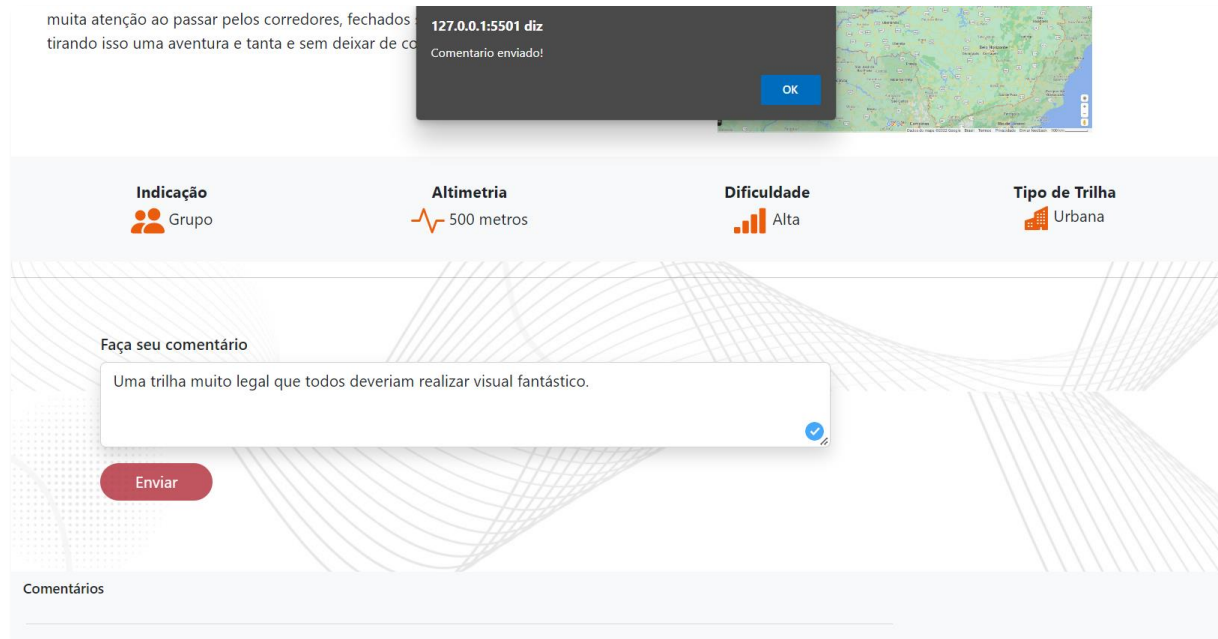 muita atenção ao passar pelos corredores, fechados
tirando isso uma aventura e tanta e sem deixar de co
127.0.0.1:5501 diz
Comentario enviado!
OK
Indicação
Grupo
Altimetria
500 metros
Dificuldade
Alta
Tipo de Trilha
Urbana
Faça seu comentário
Uma trilha muito legal que todos deveriam realizar visual fantástico.
Enviar
Comentários